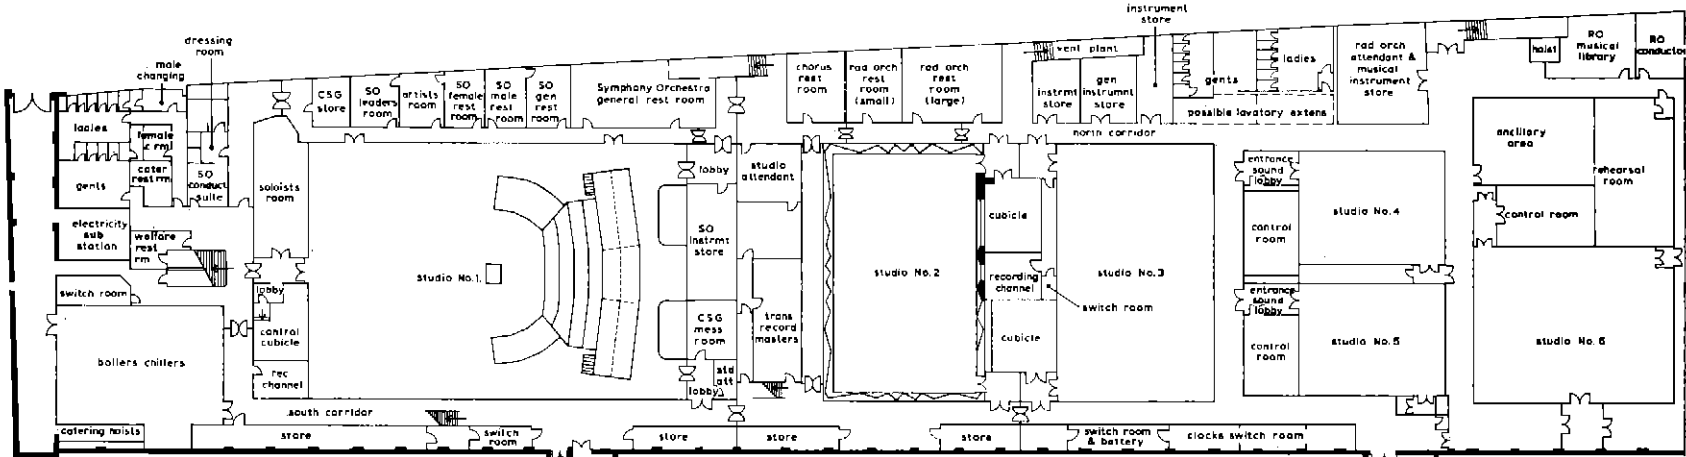 instrument
store
dressing
room
male
changing
vent plant
hoist
RO
musical
library
RO
conductor
chorus
rest
room
rad orch
rest
room
(small)
rad orch
rest
room
(large)
gents
ladies
rad orch
attendant &
musical
instrument
store
CSG
store
SO
leaders
room
artists
room
SO
female
rest
room
SO
male
rest
room
SO
gen
rest
room
Symphony Orchestra
general rest room
instrmt
store
gen
instrumnt
store
possible lavatory extens
north corridor
ladies
female
c rm
gents
cater
rest rm
SO
conduct
suite
soloists
room
lobby
studio
attendant
entrance
sound
lobby
ancillary
area
rehearsal
room
electricity
sub
station
welfare
rest
rm
SO
instrmt
store
cubicle
control
room
studio No.4
control room
studio No.1.
studio No.2
recording
channel
studio No.3
switch room
switch room
lobby
entrance
sound
lobby
control
cubicle
CSG
mess
room
trans
record
masters
cubicle
control
room
studio No.5
studio No.6
boilers chillers
rec
channel
std
att
lobby
south corridor
catering hoists
store
switch
room
store
store
store
switch room
& battery
clocks switch room